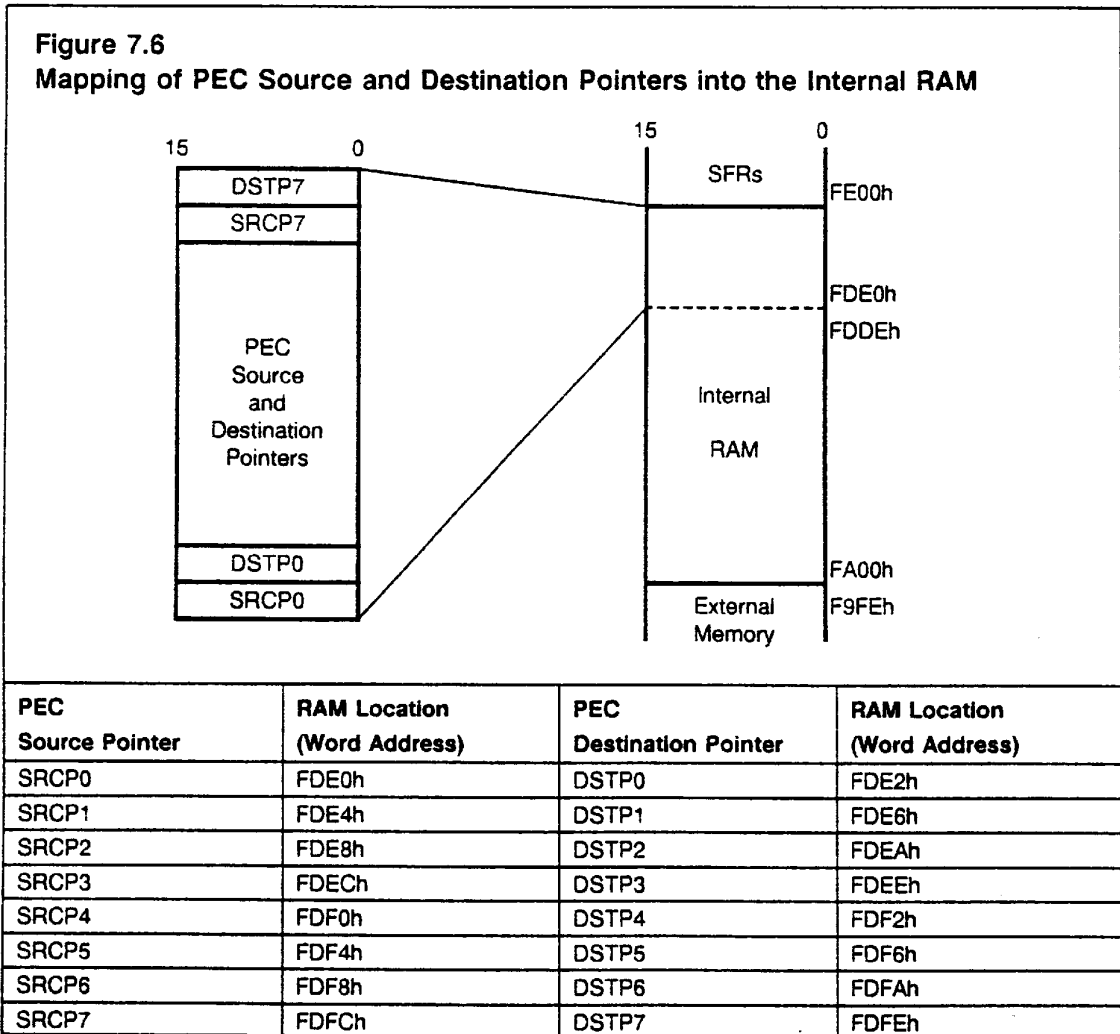 Figure 7.6
Mapping of PEC Source and Destination Pointers into the Internal RAM
15 0
DSTP7
SRCP7
PEC
Source
and
Destination
Pointers
DSTP0
SRCP0
15 0
SFRs
FE00h
FDE0h
FDDEh
Internal
RAM
FA00h
External
Memory
F9FEh
PEC Source Pointer RAM Location (Word Address) PEC Destination Pointer RAM Location (Word Address)
SRCP0 FDE0h DSTP0 FDE2h
SRCP1 FDE4h DSTP1 FDE6h
SRCP2 FDE8h DSTP2 FDEAh
SRCP3 FDECh DSTP3 FDEEh
SRCP4 FDF0h DSTP4 FDF2h
SRCP5 FDF4h DSTP5 FDF6h
SRCP6 FDF8h DSTP6 FDFAh
SRCP7 FDFCh DSTP7 FDFEh